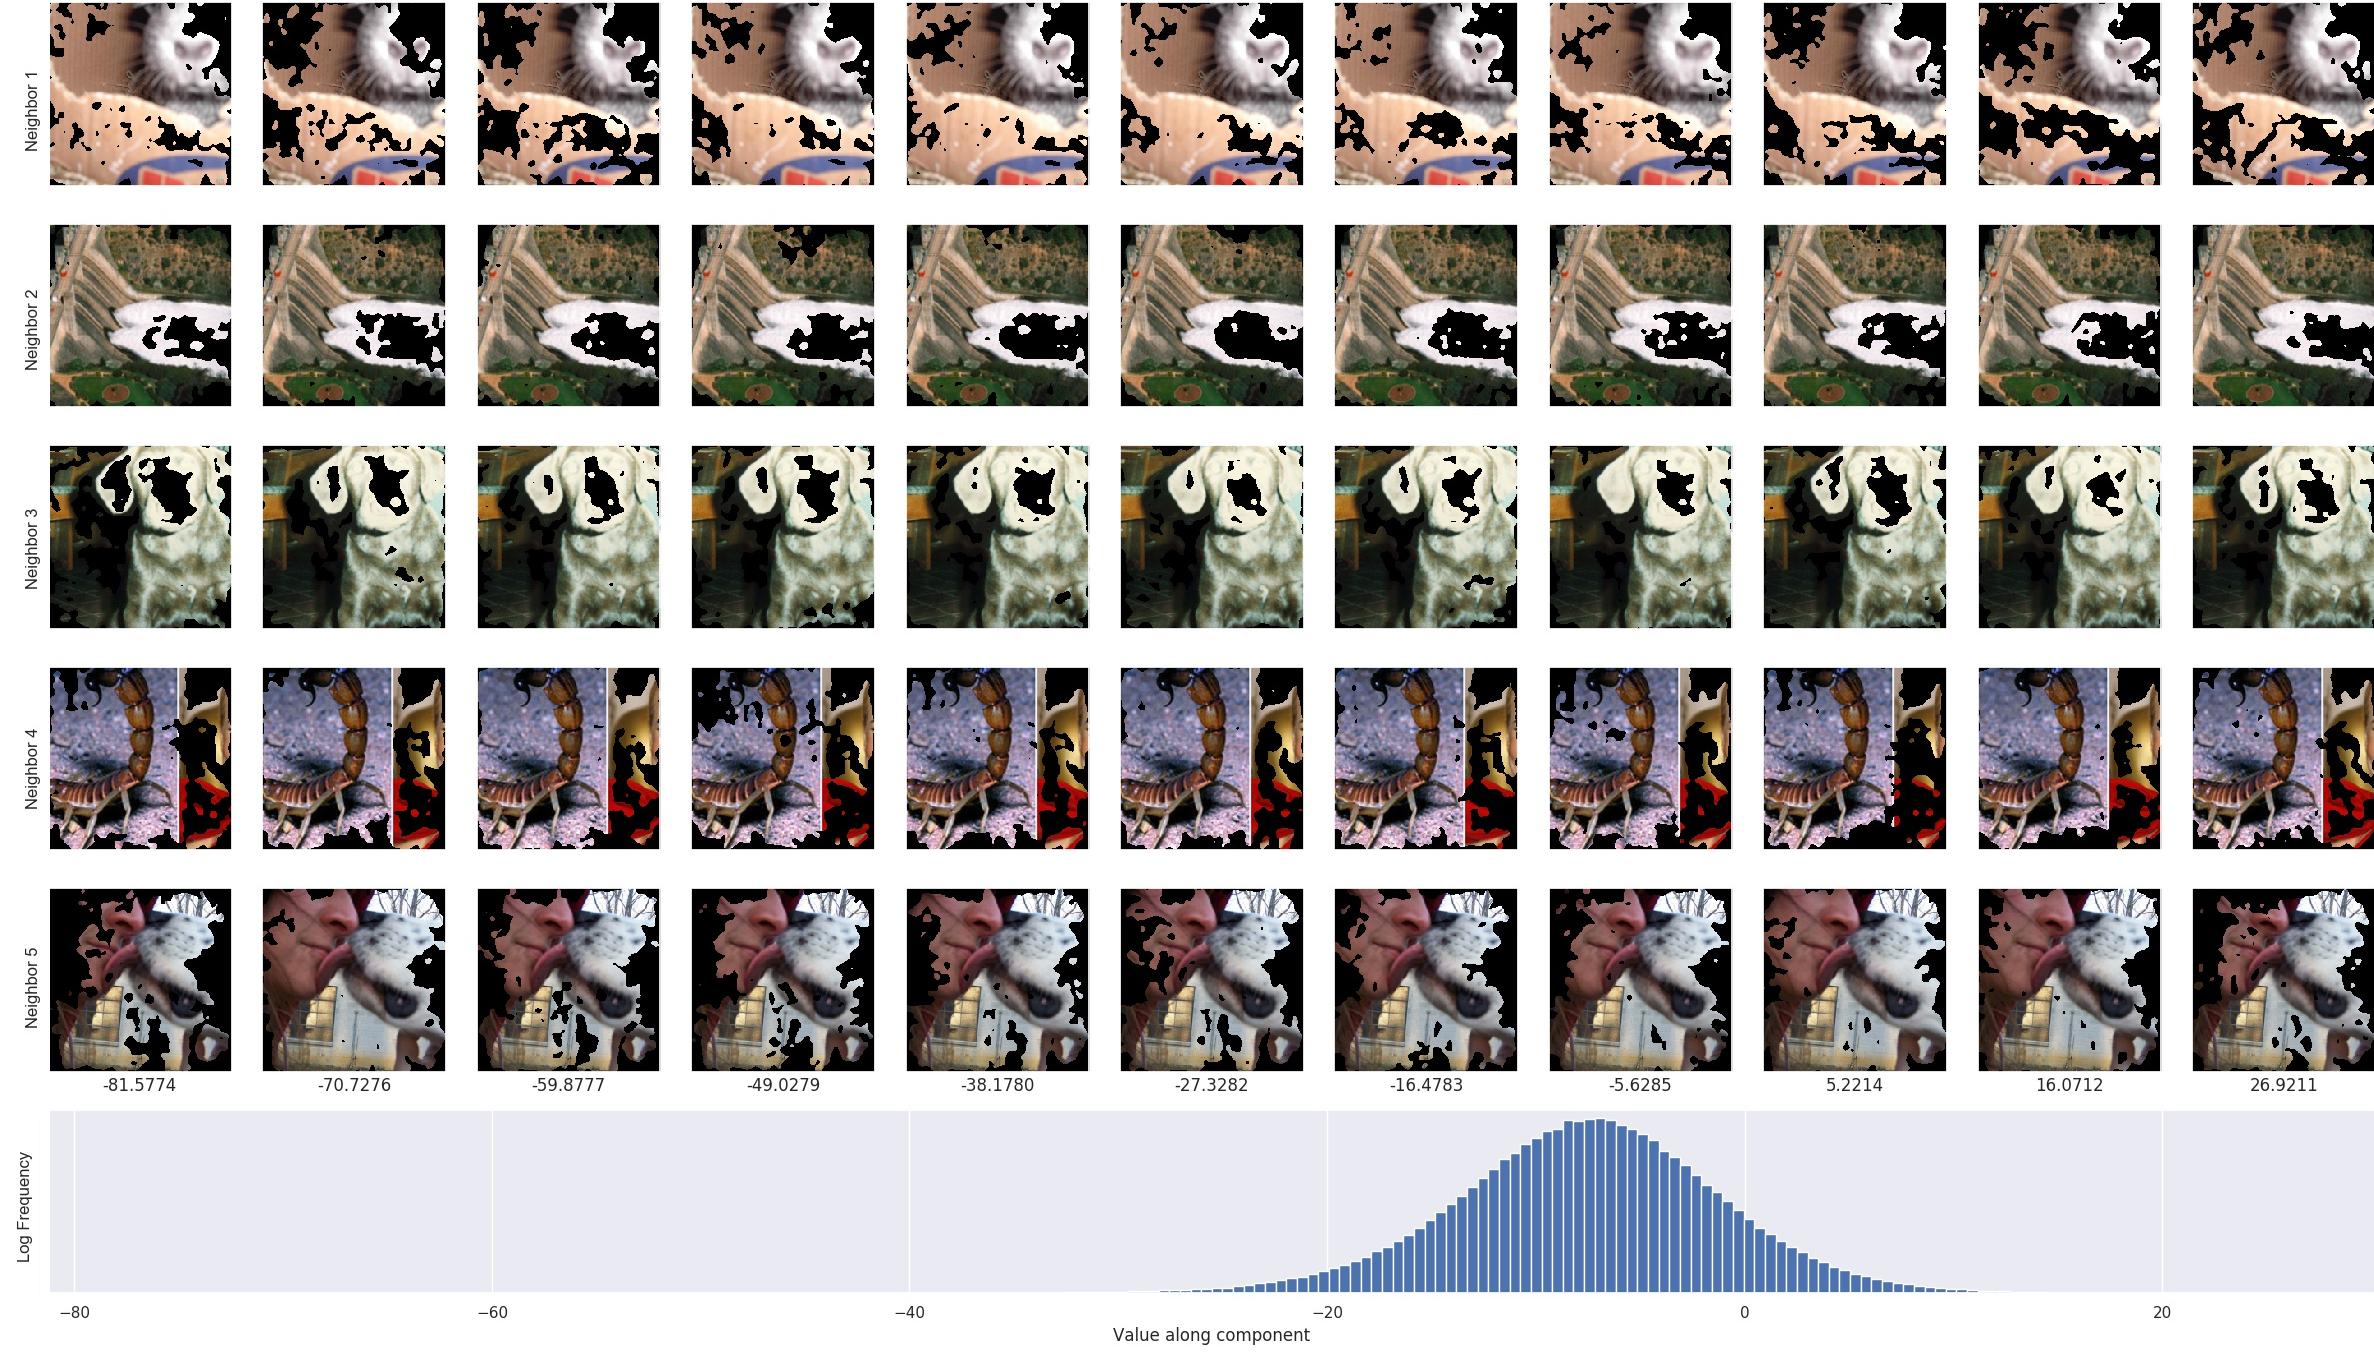 Neighbor 1
Neighbor 2
Neighbor 3
Neighbor 4
Neighbor 5
-81.5774 -70.7276 -59.8777 -49.0279 -38.1780 -27.3282 -16.4783 -5.6285 5.2214 16.0712 26.9211
Log Frequency
−80 −60 −40 −20 0 20
Value along component